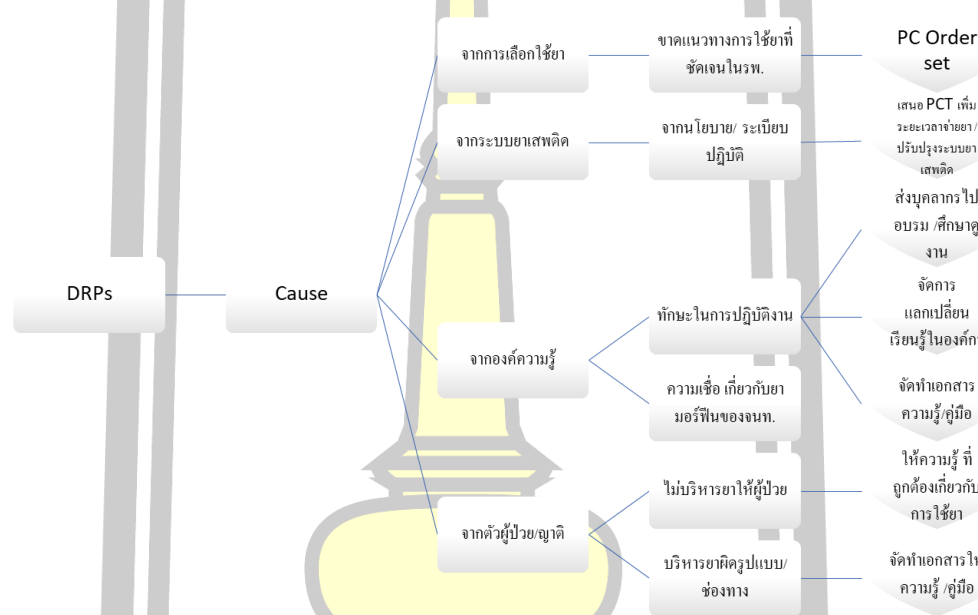 DRPs
Cause
จากการเลือกใช้ยา
ขาดแนวทางการใช้ยาที่
ชัดเจนในรพ.
PC Order
set
จากระบบยาเสพติด
จากนโยบาย/ ระเบียบ
ปฏิบัติ
เสนอ PCT เพิ่ม
ระยะเวลาจ่ายยา /
ปรับปรุงระบบยา
เสพติด
จากองค์ความรู้
ทักษะในการปฏิบัติงาน
ส่งบุคลากรไป
อบรม /ศึกษาดู
งาน
จัดการ
แลกเปลี่ยน
เรียนรู้ในองค์กร
จัดทำเอกสาร
ความรู้/คู่มือ
ความเชื่อ เกี่ยวกับยา
มอร์ฟีนของจนท.
จากตัวผู้ป่วย/ญาติ
ไม่บริหารยาให้ผู้ป่วย
ให้ความรู้ ที่
ถูกต้องเกี่ยวกับ
การใช้ยา
บริหารยาผิดรูปแบบ/
ช่องทาง
จัดทำเอกสารให้
ความรู้ /คู่มือ